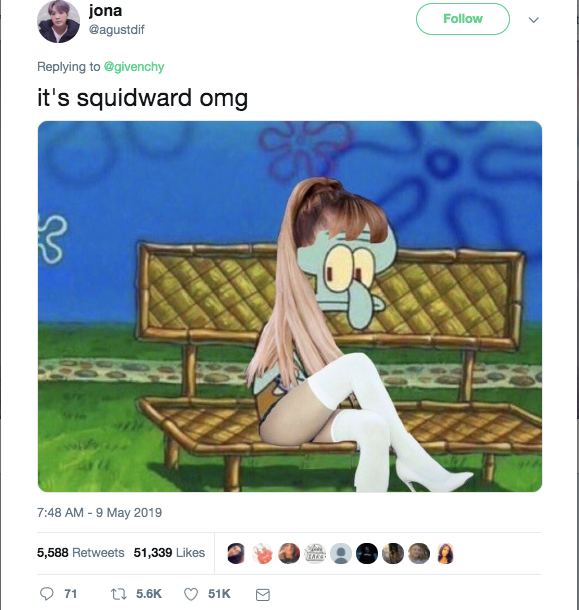 jona
@agustdif
Follow
Replying to @givenchy
it's squidward omg
7:48 AM - 9 May 2019
5,588 Retweets 51,339 Likes
71 5.6K 51K